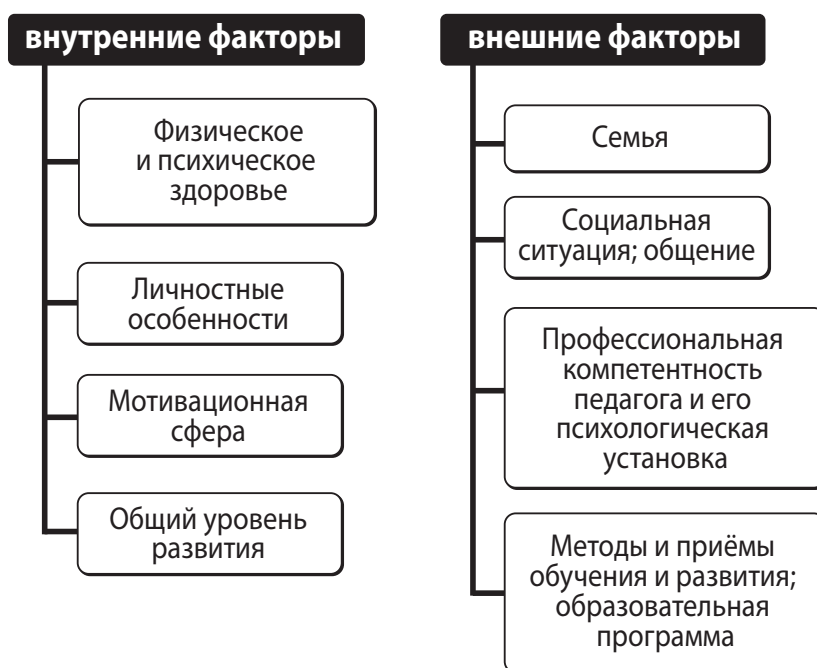 внутренние факторы
Физическое
и психическое
здоровье
Личностные
особенности
Мотивационная
сфера
Общий уровень
развития
внешние факторы
Семья
Социальная
ситуация; общение
Профессиональная
компетентность
педагога и его
психологическая
установка
Методы и приёмы
обучения и развития;
образовательная
программа